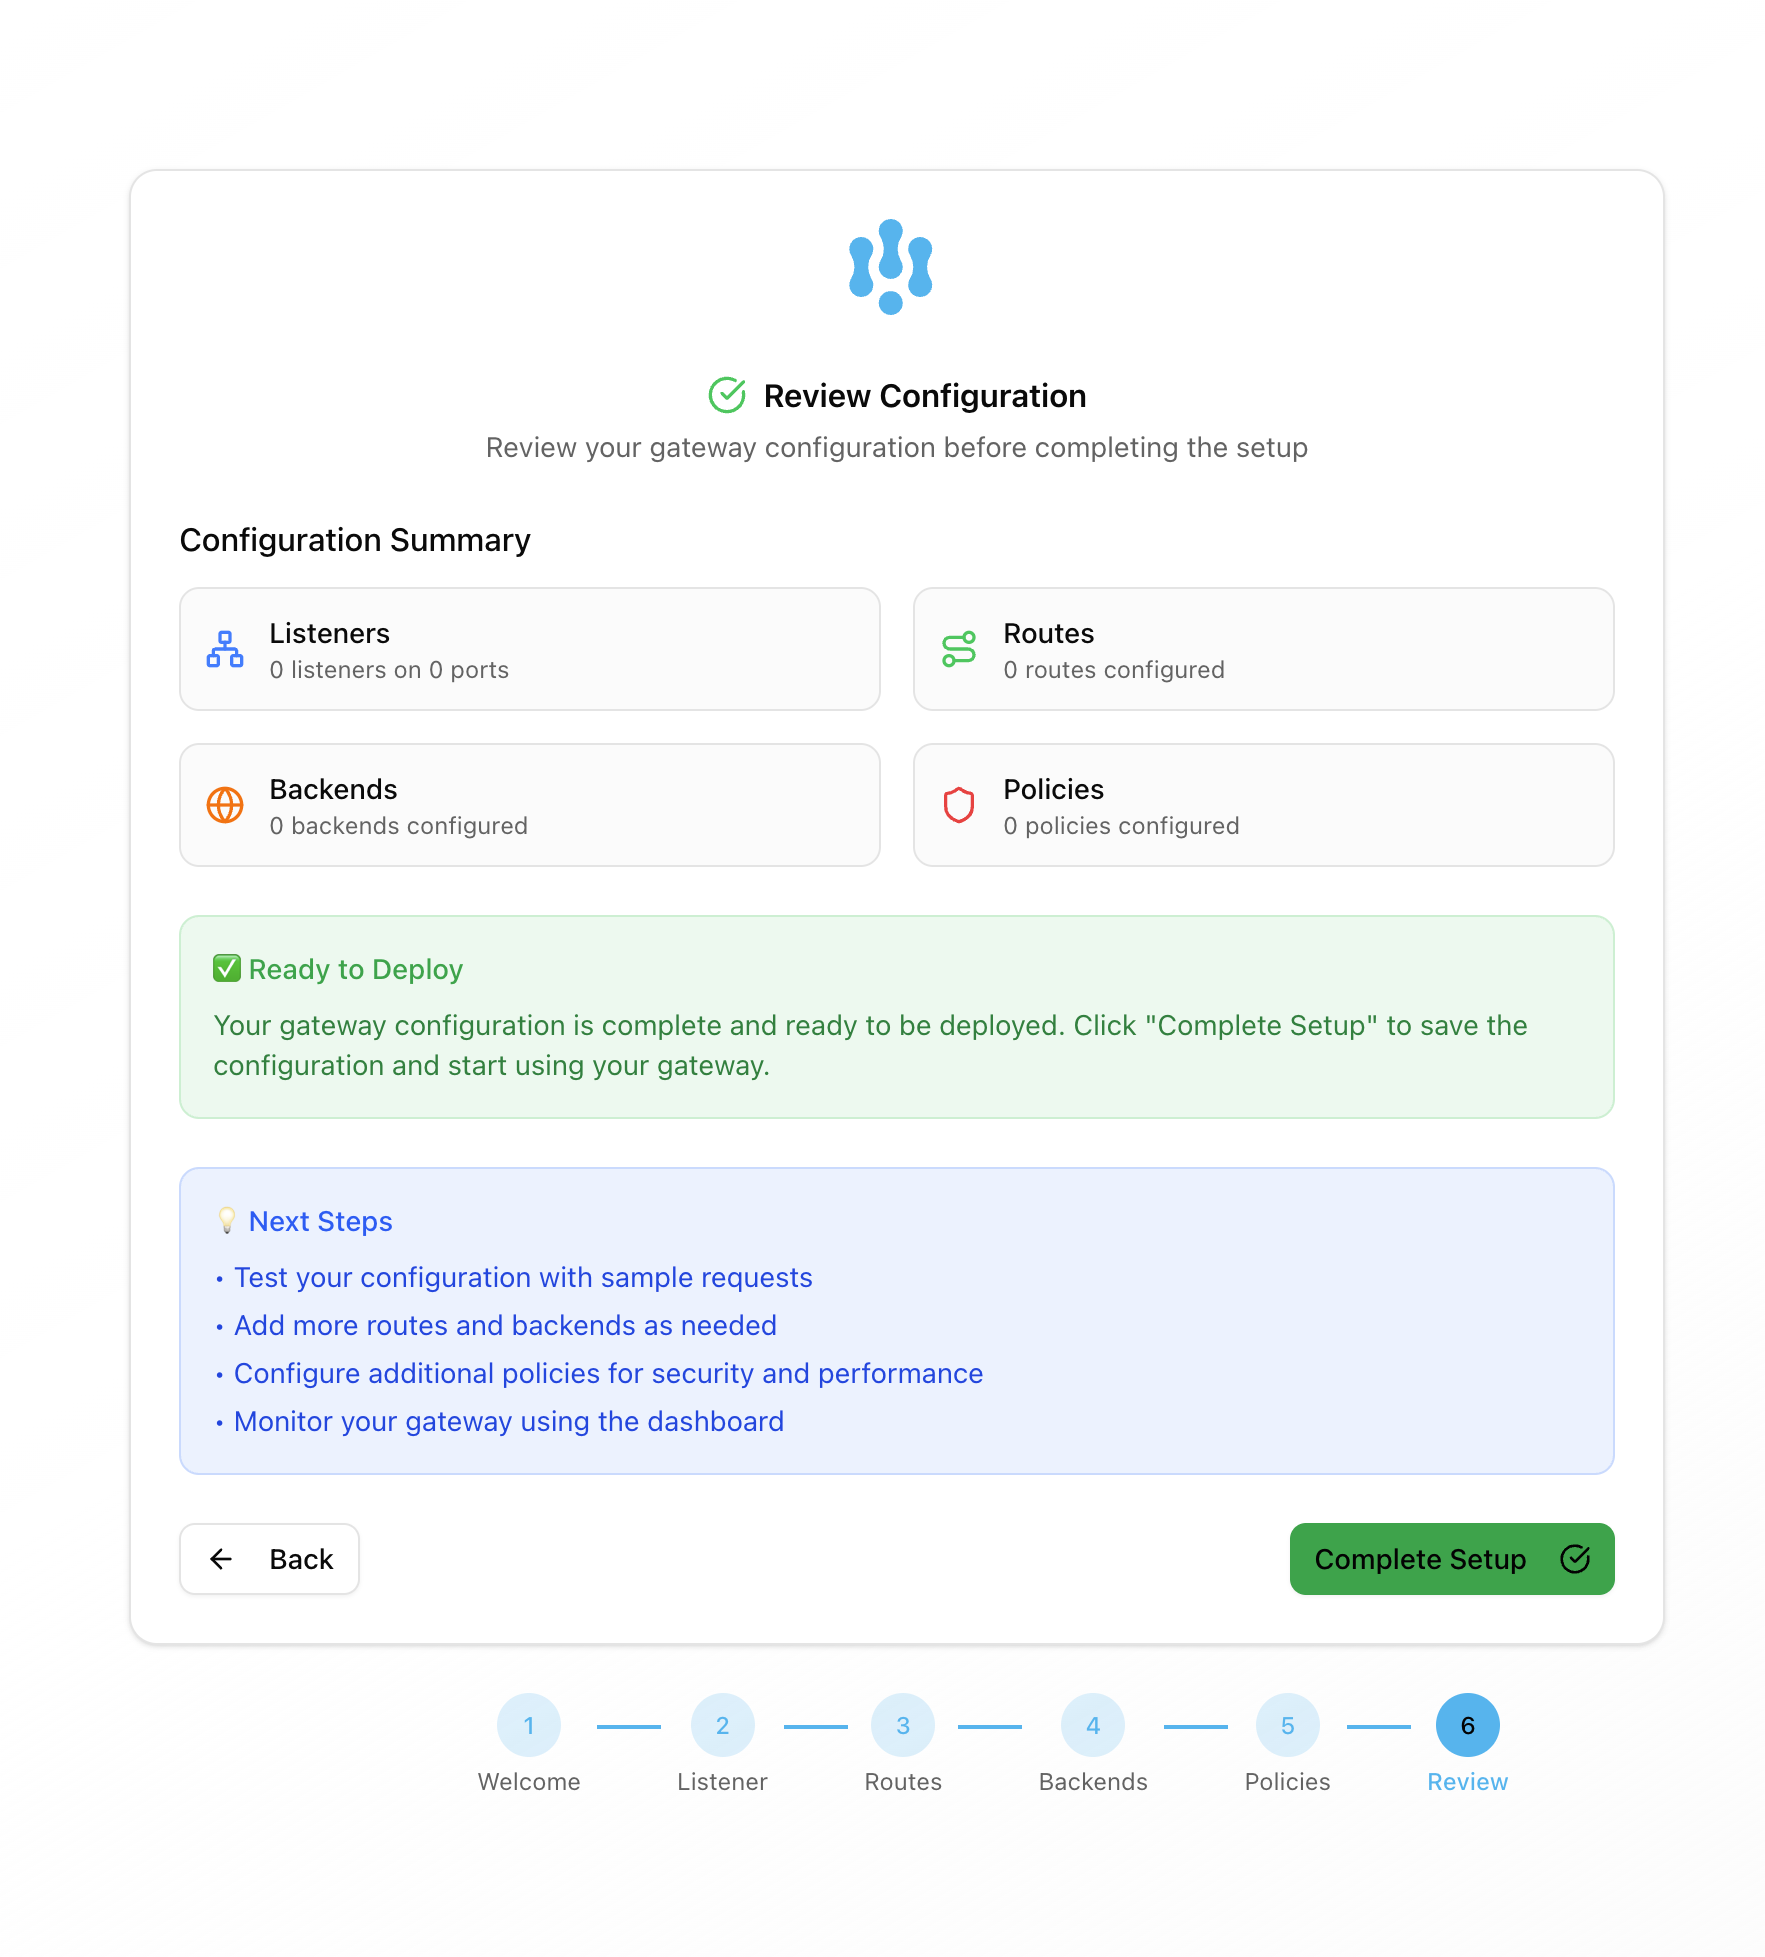 Review Configuration
Review your gateway configuration before completing the setup
Configuration Summary
Listeners
0 listeners on 0 ports
Routes
0 routes configured
Backends
0 backends configured
Policies
0 policies configured
✅ Ready to Deploy
Your gateway configuration is complete and ready to be deployed. Click "Complete Setup" to save the
configuration and start using your gateway.
💡 Next Steps
• Test your configuration with sample requests
• Add more routes and backends as needed
• Configure additional policies for security and performance
• Monitor your gateway using the dashboard
Back
Complete Setup
1
2
3
4
5
6
Welcome
Listener
Routes
Backends
Policies
Review